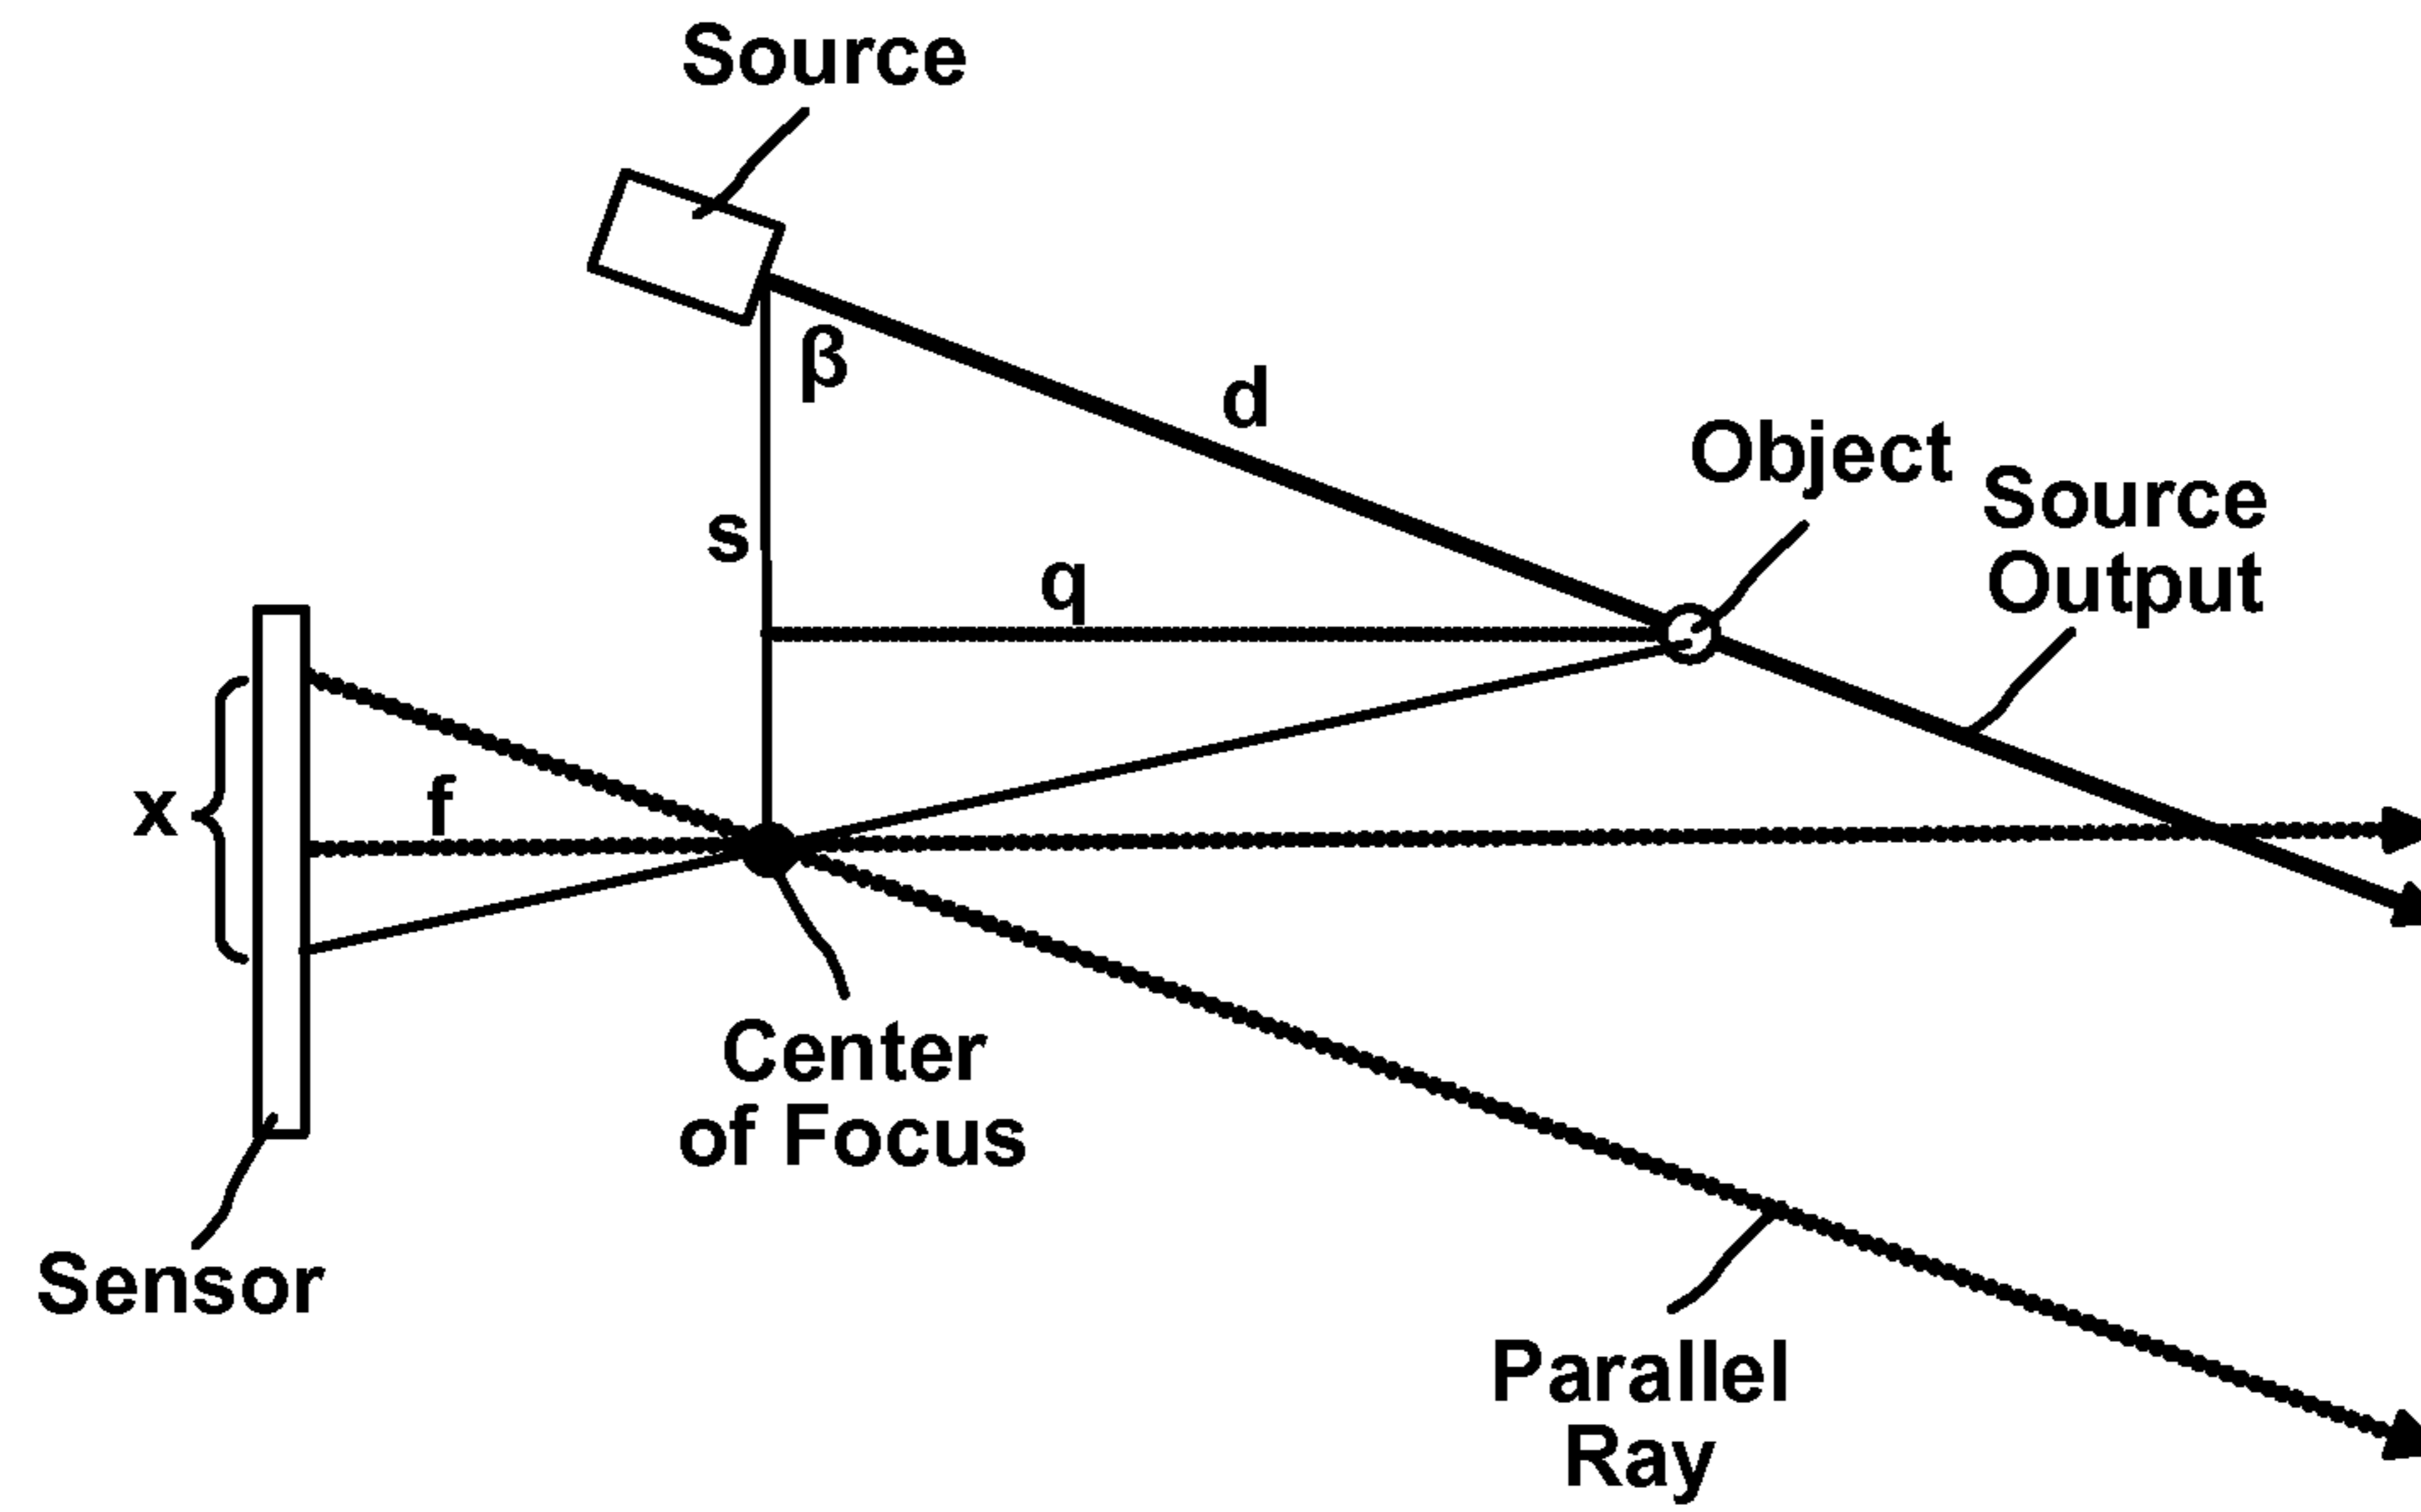 Source
β
d
Object
Source
Output
s
q
x
f
Center
of Focus
Sensor
Parallel
Ray